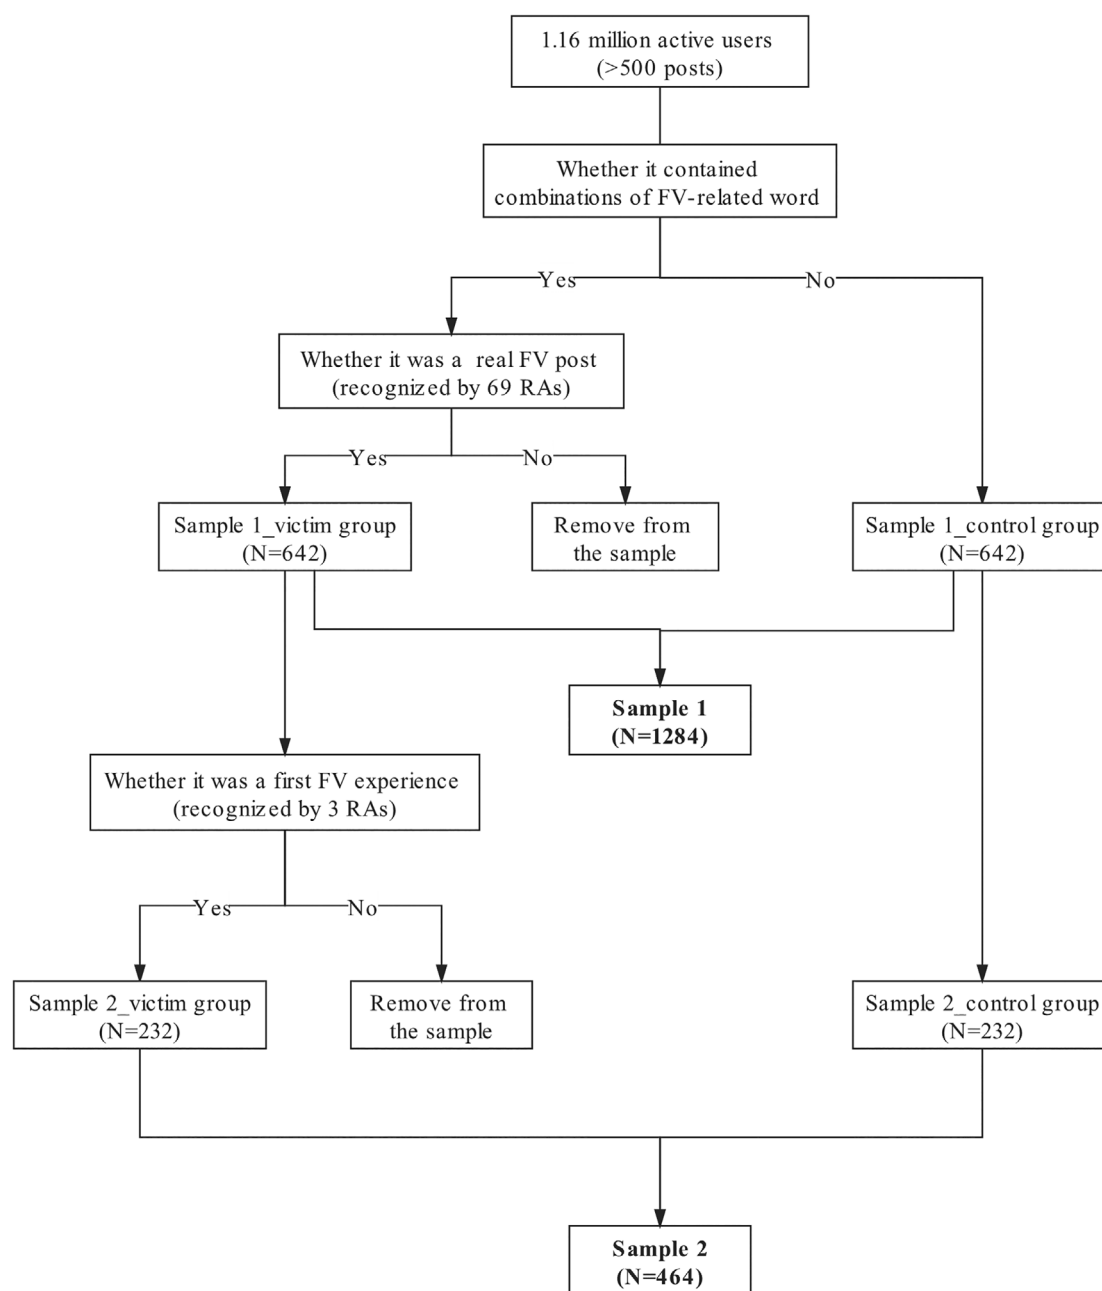 1.16 million active users
(>500 posts)
Whether it contained
combinations of FV-related word
Yes
No
Whether it was a real FV post
(recognized by 69 RAs)
Yes
No
Sample 1_victim group
(N=642)
Remove from
the sample
Sample 1_control group
(N=642)
Sample 1
(N=1284)
Whether it was a first FV experience
(recognized by 3 RAs)
Yes
No
Sample 2_victim group
(N=232)
Remove from
the sample
Sample 2_control group
(N=232)
Sample 2
(N=464)